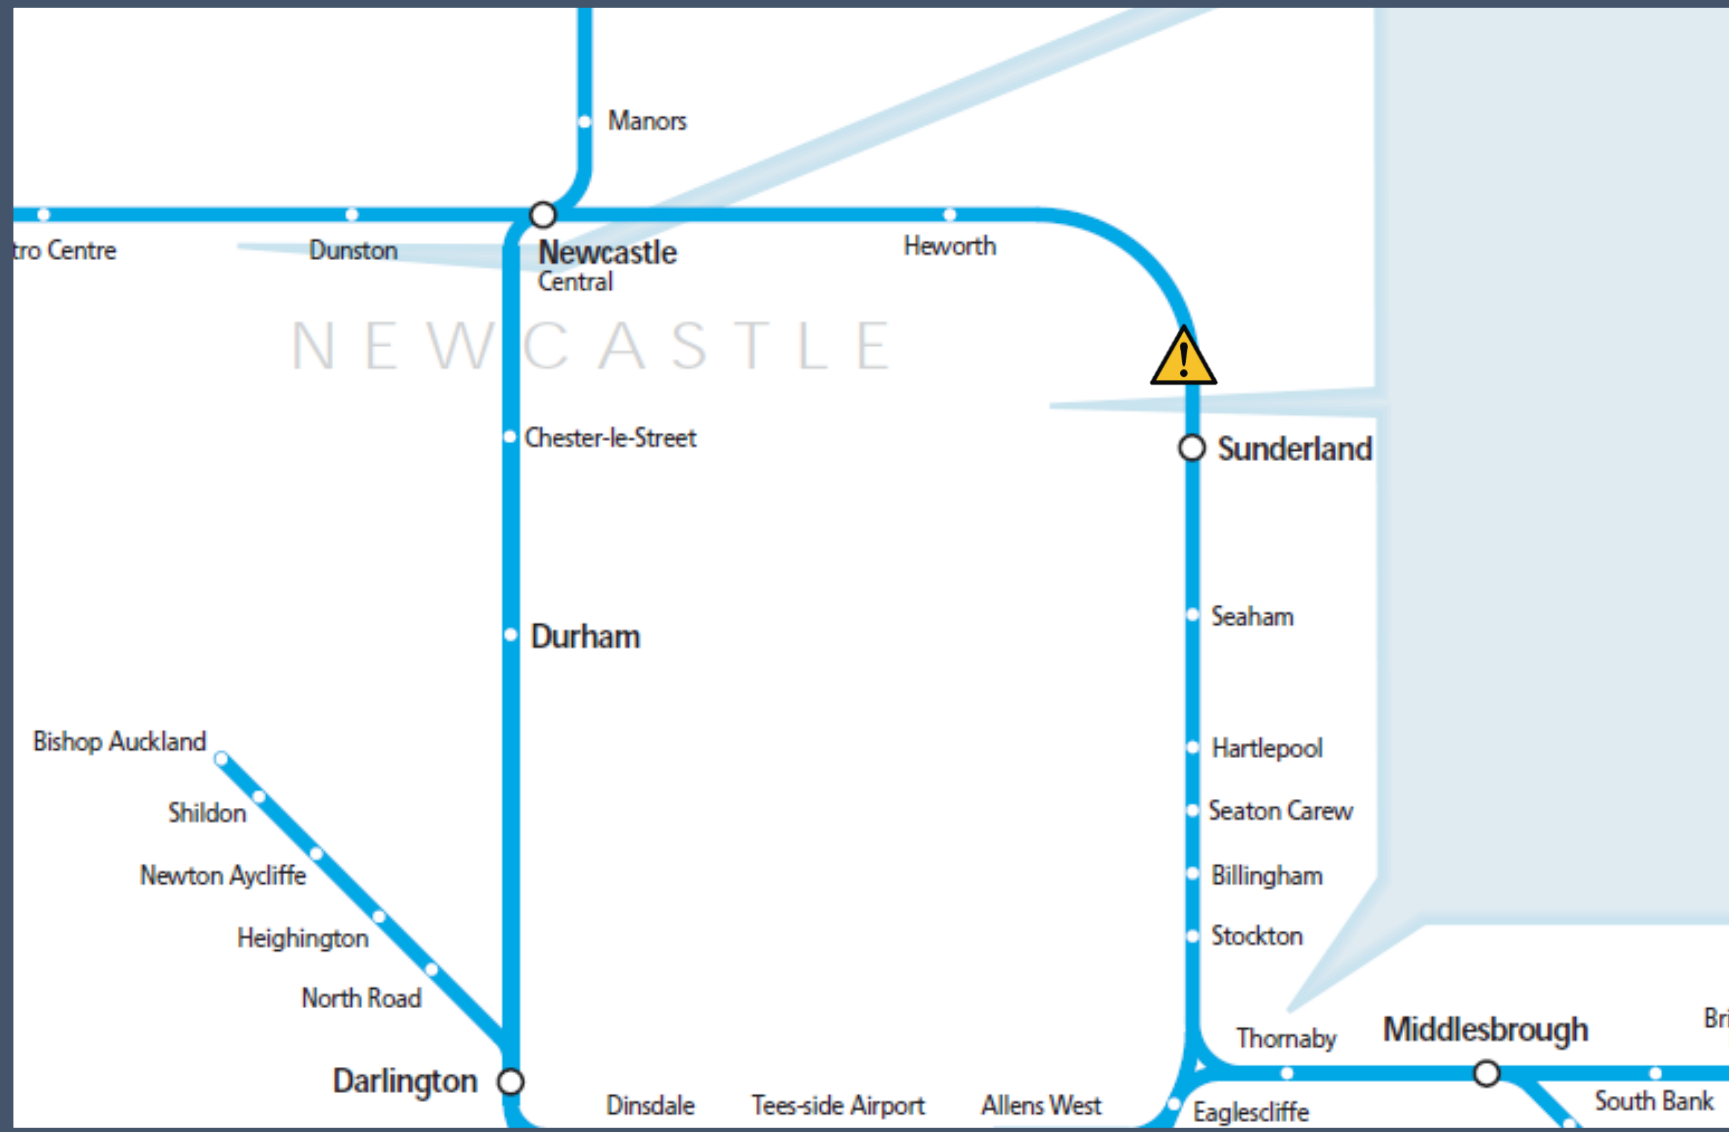 Manors
tro Centre
Dunston
Newcastle
Central
Heworth
NEWCASTLE
!
Chester-le-Street
Sunderland
Seaham
Durham
Bishop Auckland
Hartlepool
Shildon
Seaton Carew
Newton Aycliffe
Billingham
Heighington
Stockton
North Road
Thornaby
Middlesbrough
Bri
Darlington
Dinsdale
Tees-side Airport
Allens West
Eaglescliffe
South Bank